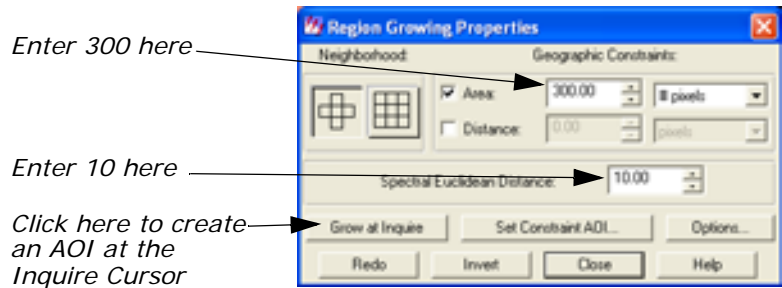 Region Growing Properties
Enter 300 here
Neighborhood:
Geographic Constraints:
Area:
300.00
# pixels
Distance:
0.00
pixels
Enter 10 here
Spectral Euclidean Distance:
10.00
Click here to create
an AOI at the
Inquire Cursor
Grow at Inquire
Set Constraint AOI...
Options...
Redo
Invert
Close
Help